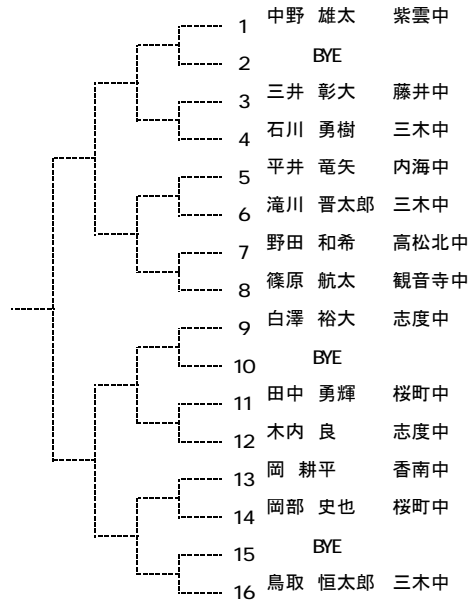 1 中野 雄太 紫雲中
2 BYE
3 三井 彰大 藤井中
4 石川 勇樹 三木中
5 平井 竜矢 内海中
6 滝川 晋太郎 三木中
7 野田 和希 高松北中
8 篠原 航太 観音寺中
9 白澤 裕大 志度中
10 BYE
11 田中 勇輝 桜町中
12 木内 良 志度中
13 岡 耕平 香南中
14 岡部 史也 桜町中
15 BYE
16 鳥取 恒太郎 三木中